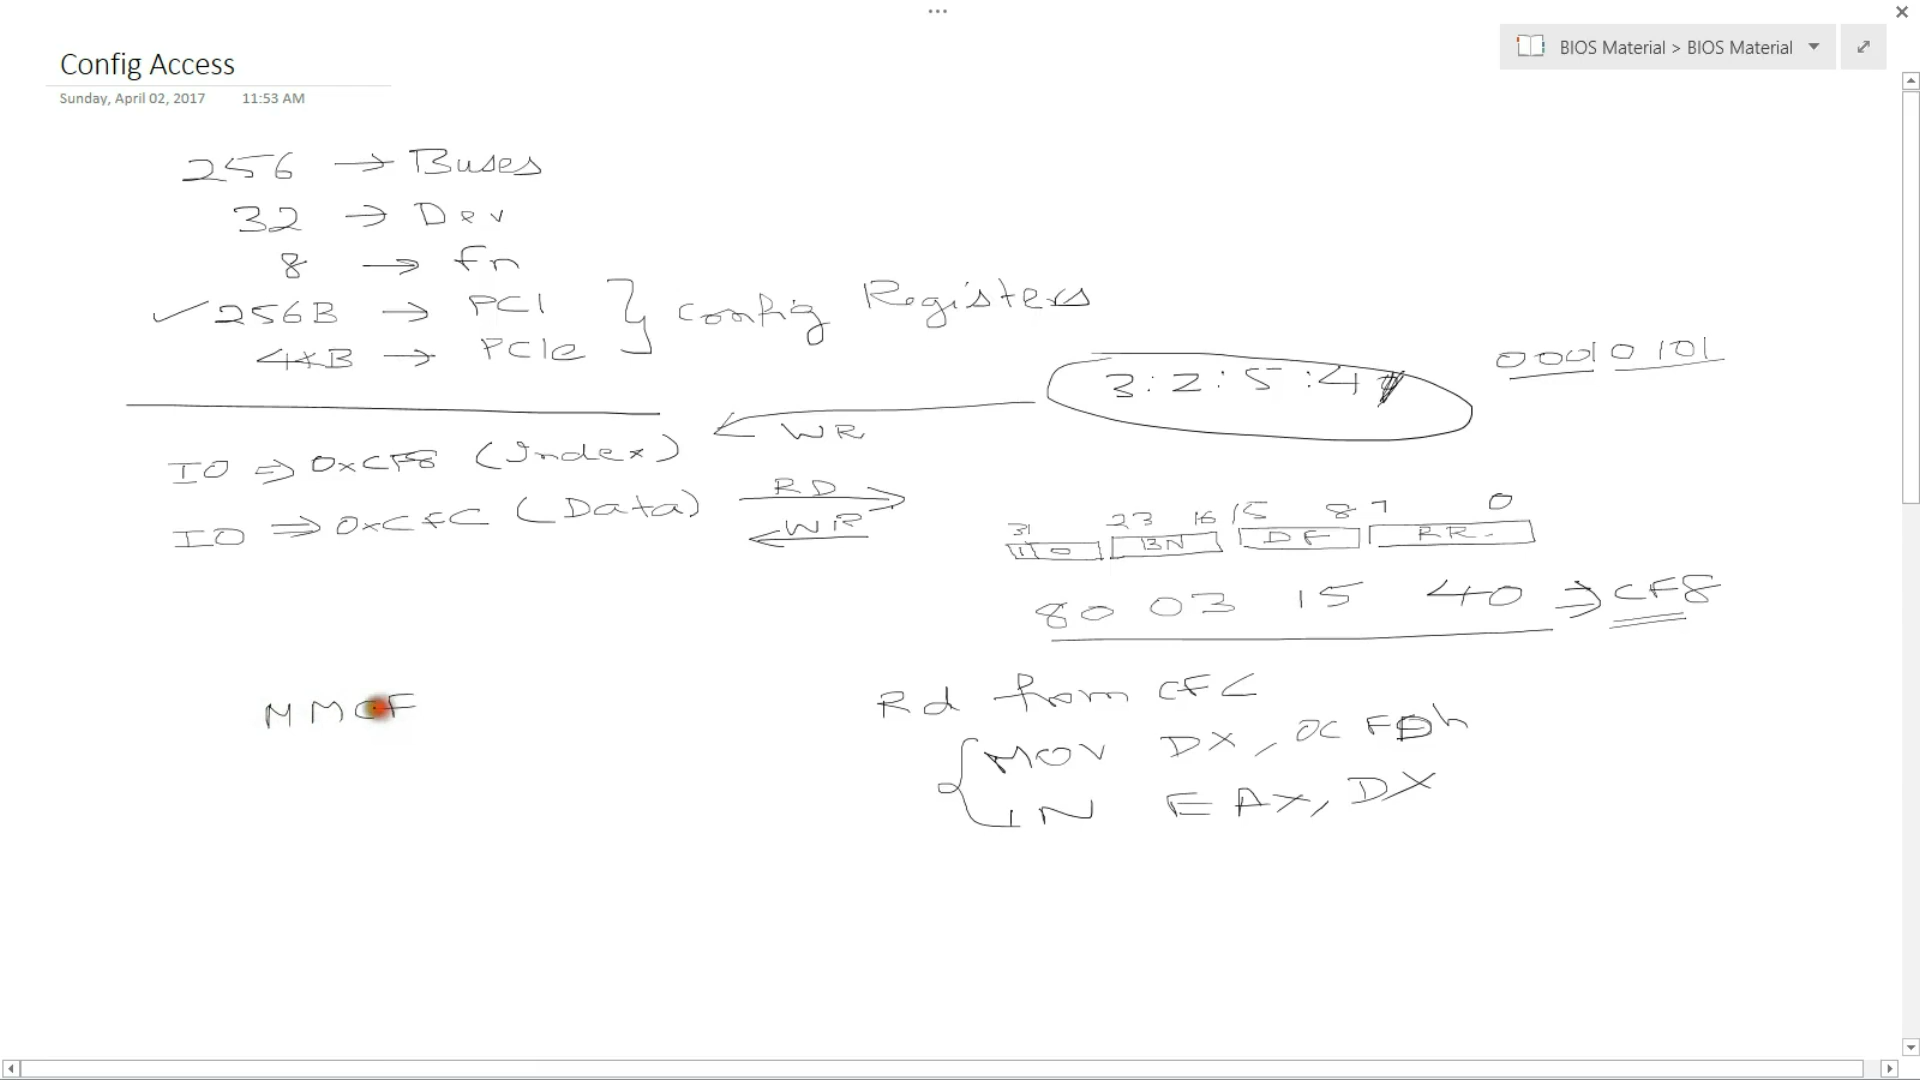 Config Access
BIOS Material > BIOS Material
Sunday, April 02, 2017 11:53 AM
256 → Buses
32 → Dev
8 → fn
✓256B → PCI
4KB → PCIe
} Config Registers
3:2:5:4
00010101
IO ⇒ 0xCF8 (Index)
WR
IO ⇒ 0xCFC (Data)
RD
WR
31 23 16 15 8 7 0
1 0 BN DF RR
80 03 15 40 ⇒ CF8
MMCF
Rd from CFC
MOV DX,
IN EAX, DX